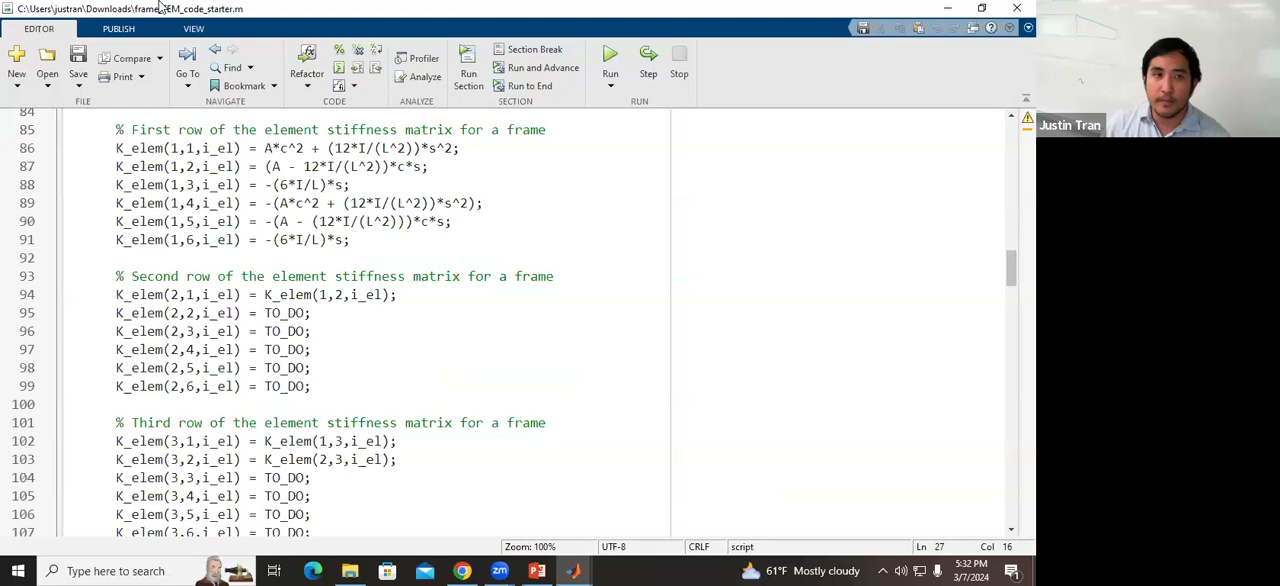 C:\Users\justran\Downloads\frame_FEM_code_starter.m
EDITOR PUBLISH VIEW
New Open Save Compare Print Go To Find Bookmark Refactor Profiler Analyze Run Section Section Break Run and Advance Run to End Run Step Stop
FILE NAVIGATE CODE ANALYZE SECTION RUN
Justin Tran
84
85 % First row of the element stiffness matrix for a frame
86 K_elem(1,1,i_el) = A*c^2 + (12*I/(L^2))*s^2;
87 K_elem(1,2,i_el) = (A - 12*I/(L^2))*c*s;
88 K_elem(1,3,i_el) = -(6*I/L)*s;
89 K_elem(1,4,i_el) = -(A*c^2 + (12*I/(L^2))*s^2);
90 K_elem(1,5,i_el) = -(A - (12*I/(L^2)))*c*s;
91 K_elem(1,6,i_el) = -(6*I/L)*s;
92
93 % Second row of the element stiffness matrix for a frame
94 K_elem(2,1,i_el) = K_elem(1,2,i_el);
95 K_elem(2,2,i_el) = TO_DO;
96 K_elem(2,3,i_el) = TO_DO;
97 K_elem(2,4,i_el) = TO_DO;
98 K_elem(2,5,i_el) = TO_DO;
99 K_elem(2,6,i_el) = TO_DO;
100
101 % Third row of the element stiffness matrix for a frame
102 K_elem(3,1,i_el) = K_elem(1,3,i_el);
103 K_elem(3,2,i_el) = K_elem(2,3,i_el);
104 K_elem(3,3,i_el) = TO_DO;
105 K_elem(3,4,i_el) = TO_DO;
106 K_elem(3,5,i_el) = TO_DO;
107 K_elem(3,6,i_el) = TO_DO;
Zoom: 100% UTF-8 CRLF script Ln 27 Col 16
Type here to search 61°F Mostly cloudy 5:32 PM
3/7/2024